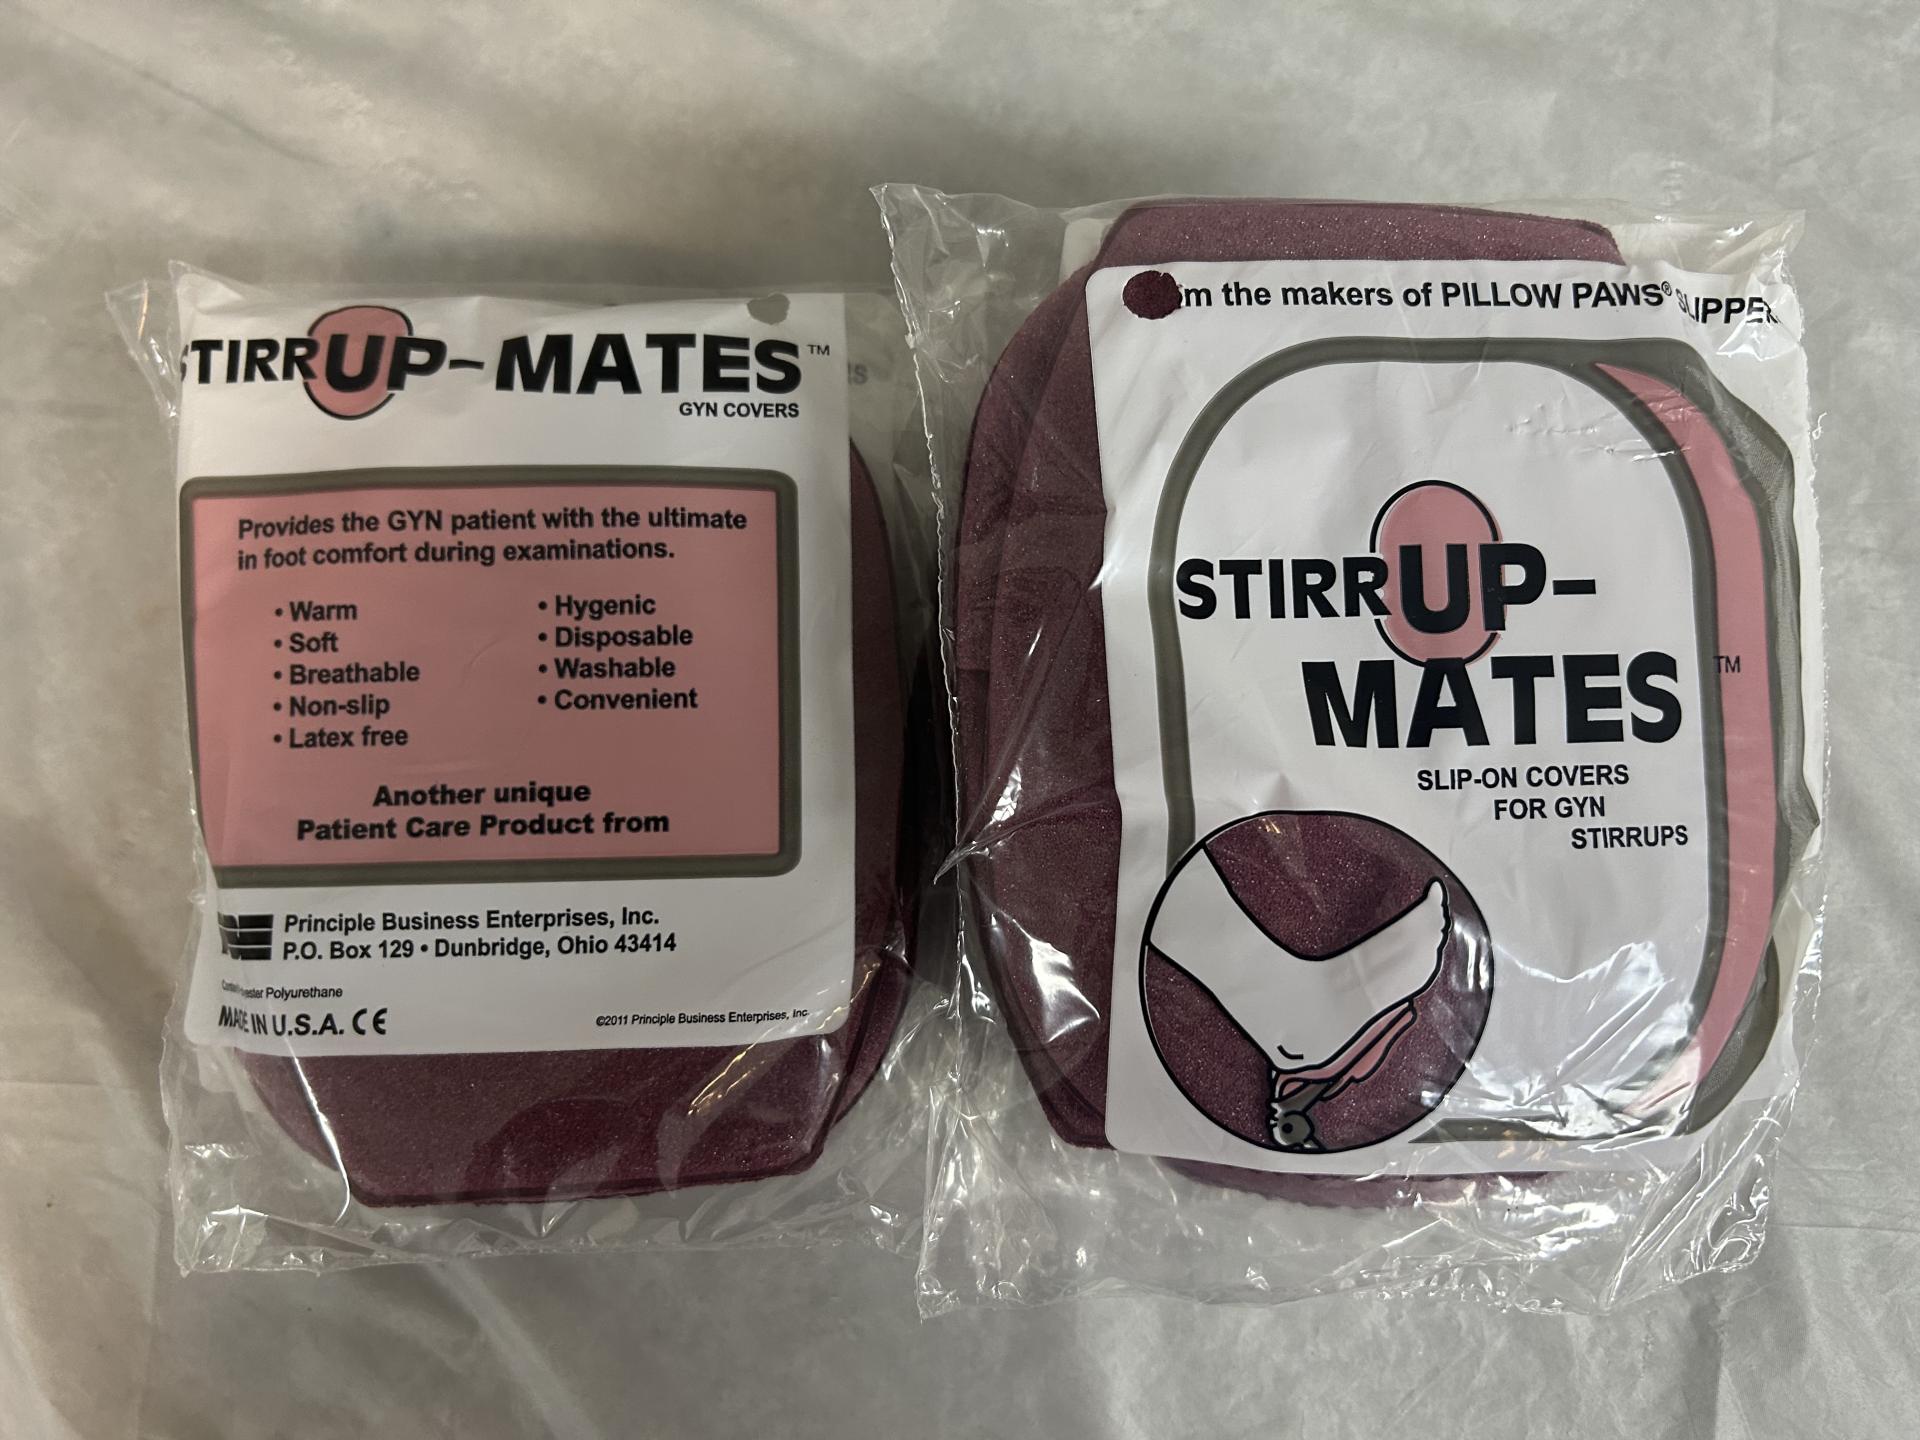 STIRRUP-MATES™
GYN COVERS
Provides the GYN patient with the ultimate
in foot comfort during examinations.
• Warm
• Soft
• Breathable
• Non-slip
• Latex free
• Hygenic
• Disposable
• Washable
• Convenient
Another unique
Patient Care Product from
Principle Business Enterprises, Inc.
P.O. Box 129 • Dunbridge, Ohio 43414
Polyurethane
MADE IN U.S.A. CE
©2011 Principle Business Enterprises, Inc.
the makers of PILLOW PAWS® SLIPPER
STIRRUP-
MATES™
SLIP-ON COVERS
FOR GYN
STIRRUPS